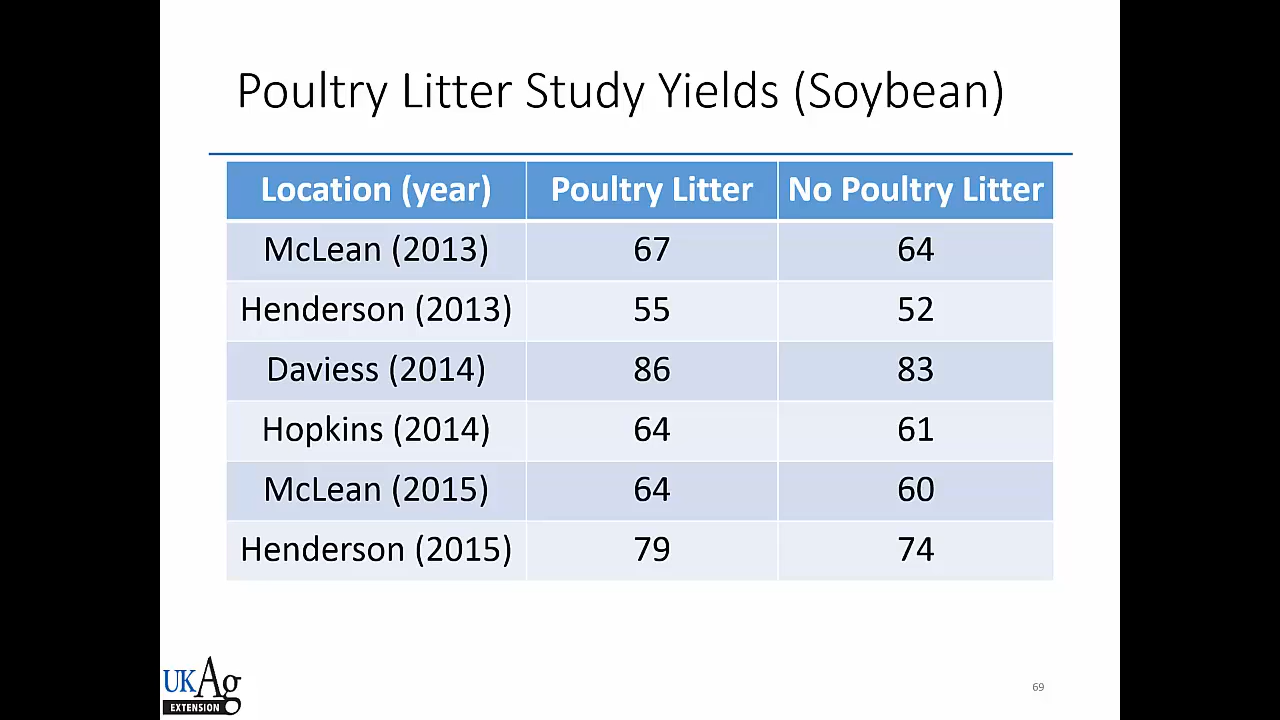 Poultry Litter Study Yields (Soybean)
Location (year) Poultry Litter No Poultry Litter
McLean (2013) 67 64
Henderson (2013) 55 52
Daviess (2014) 86 83
Hopkins (2014) 64 61
McLean (2015) 64 60
Henderson (2015) 79 74
UKAg
EXTENSION
69